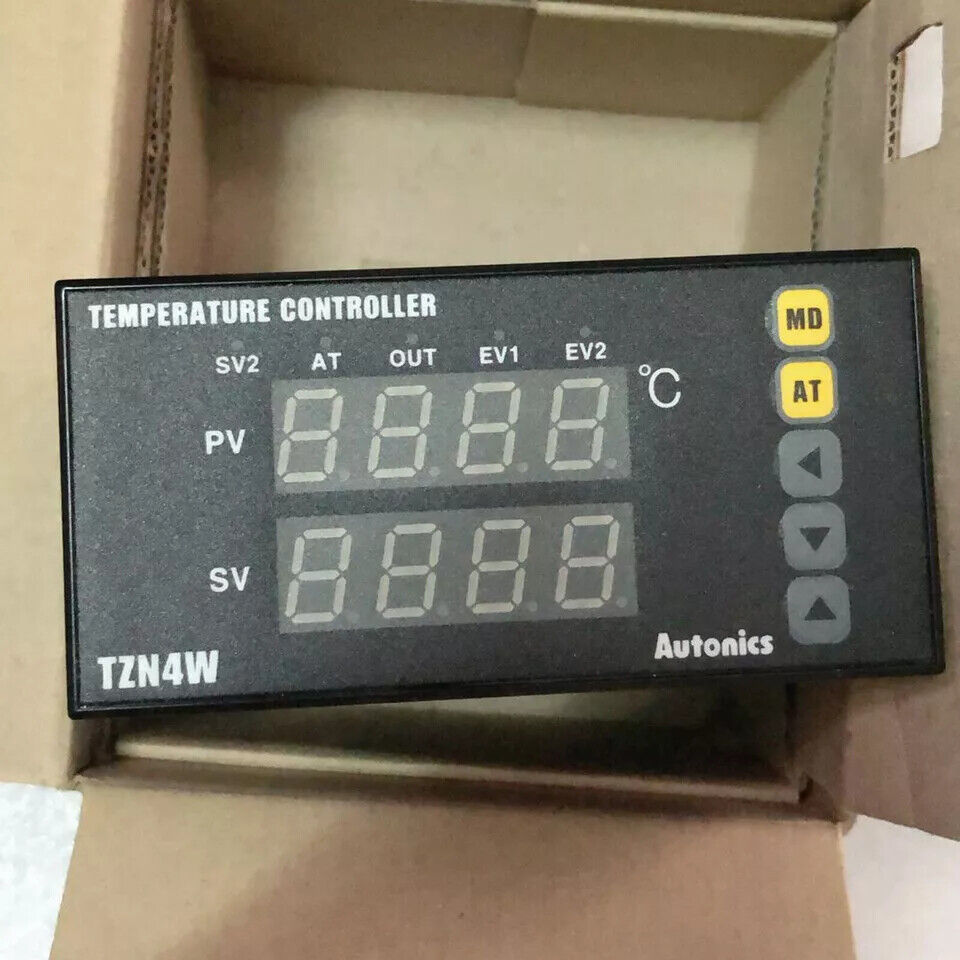 TEMPERATURE CONTROLLER
SV2 AT OUT EV1 EV2
°C
PV
SV
TZN4W
Autonics
MD
AT